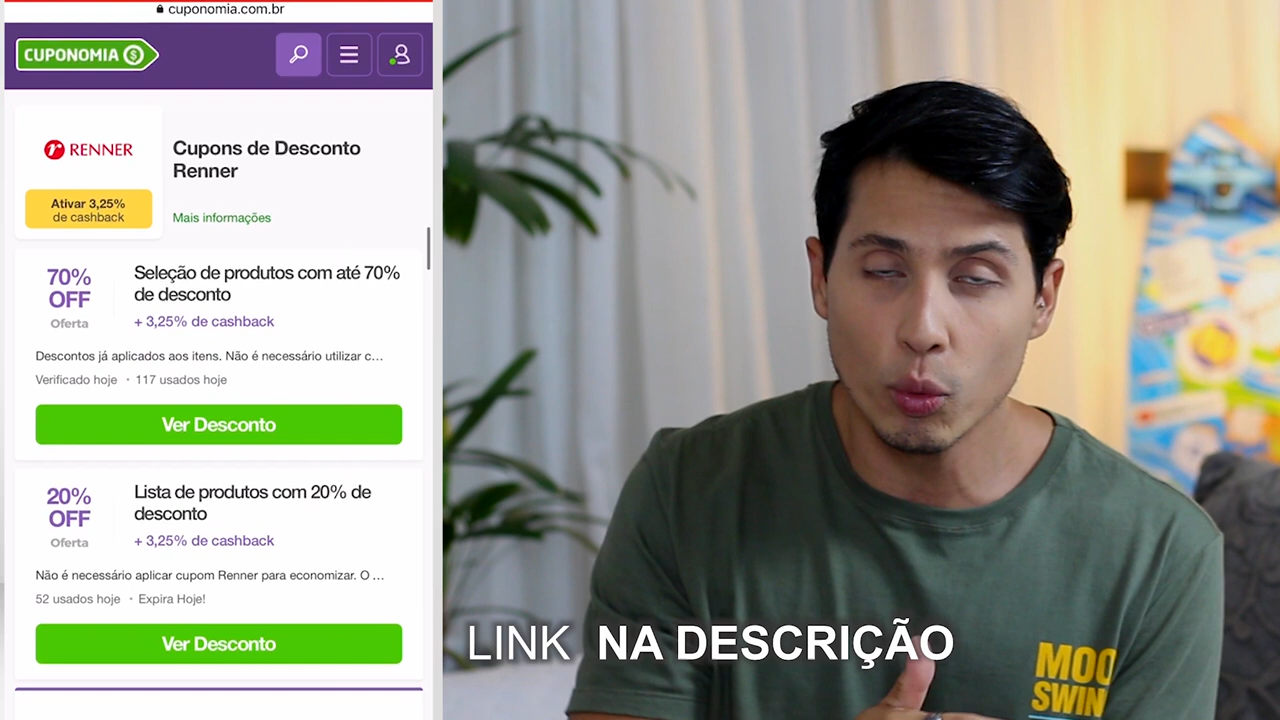 cuponomia.com.br
CUPONOMIA $
RENNER
Ativar 3,25%
de cashback
Cupons de Desconto
Renner
Mais informações
70%
OFF
Oferta
Seleção de produtos com até 70%
de desconto
+ 3,25% de cashback
Descontos já aplicados aos itens. Não é necessário utilizar c...
Verificado hoje • 117 usados hoje
Ver Desconto
20%
OFF
Oferta
Lista de produtos com 20% de
desconto
+ 3,25% de cashback
Não é necessário aplicar cupom Renner para economizar. O ...
52 usados hoje • Expira Hoje!
Ver Desconto
LINK NA DESCRIÇÃO
MOO
SWIN